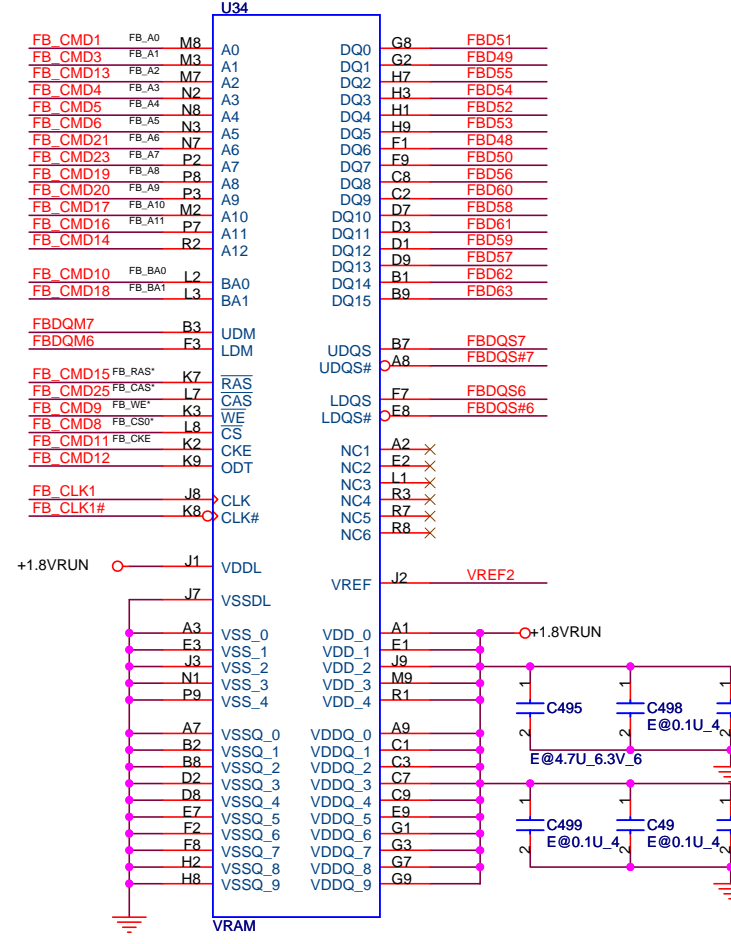 U34
FB_CMD1 FB_A0 M8 A0 DQ0 G8 FBD51
FB_CMD3 FB_A1 M3 A1 DQ1 G2 FBD49
FB_CMD13 FB_A2 M7 A2 DQ2 H7 FBD55
FB_CMD4 FB_A3 N2 A3 DQ3 H3 FBD54
FB_CMD5 FB_A4 N8 A4 DQ4 H1 FBD52
FB_CMD6 FB_A5 N3 A5 DQ5 H9 FBD53
FB_CMD21 FB_A6 N7 A6 DQ6 F1 FBD48
FB_CMD23 FB_A7 P2 A7 DQ7 F9 FBD50
FB_CMD19 FB_A8 P8 A8 DQ8 C8 FBD56
FB_CMD20 FB_A9 P3 A9 DQ9 C2 FBD60
FB_CMD17 FB_A10 M2 A10 DQ10 D7 FBD58
FB_CMD16 FB_A11 P7 A11 DQ11 D3 FBD61
FB_CMD14 R2 A12 DQ12 D1 FBD59
DQ13 D9 FBD57
FB_CMD10 FB_BA0 L2 BA0 DQ14 B1 FBD62
FB_CMD18 FB_BA1 L3 BA1 DQ15 B9 FBD63
FBDQM7 B3 UDM
FBDQM6 F3 LDM UDQS B7 FBDQS7
UDQS# A8 FBDQS#7
FB_CMD15 FB_RAS* K7 RAS
FB_CMD25 FB_CAS* L7 CAS LDQS F7 FBDQS6
FB_CMD9 FB_WE* K3 WE LDQS# E8 FBDQS#6
FB_CMD8 FB_CS0* L8 CS
FB_CMD11 FB_CKE K2 CKE NC1 A2
FB_CMD12 K9 ODT NC2 E2
NC3 L1
FB_CLK1 J8 CLK NC4 R3
FB_CLK1# K8 CLK# NC5 R7
NC6 R8
+1.8VRUN J1 VDDL
VREF J2 VREF2
J7 VSSDL
A3 VSS_0 VDD_0 A1 +1.8VRUN
E3 VSS_1 VDD_1 E1
J3 VSS_2 VDD_2 J9
N1 VSS_3 VDD_3 M9
P9 VSS_4 VDD_4 R1
1 1 1
C495 C498
E@0.1U_4
2 2 2
E@4.7U_6.3V_6
A7 VSSQ_0 VDDQ_0 A9
B2 VSSQ_1 VDDQ_1 C1
B8 VSSQ_2 VDDQ_2 C3
D2 VSSQ_3 VDDQ_3 C7
D8 VSSQ_4 VDDQ_4 C9
E7 VSSQ_5 VDDQ_5 E9
F2 VSSQ_6 VDDQ_6 G1
F8 VSSQ_7 VDDQ_7 G3
H2 VSSQ_8 VDDQ_8 G7
H8 VSSQ_9 VDDQ_9 G9
1 1 1
C499 C49
E@0.1U_4 E@0.1U_4
2 2 2
VRAM